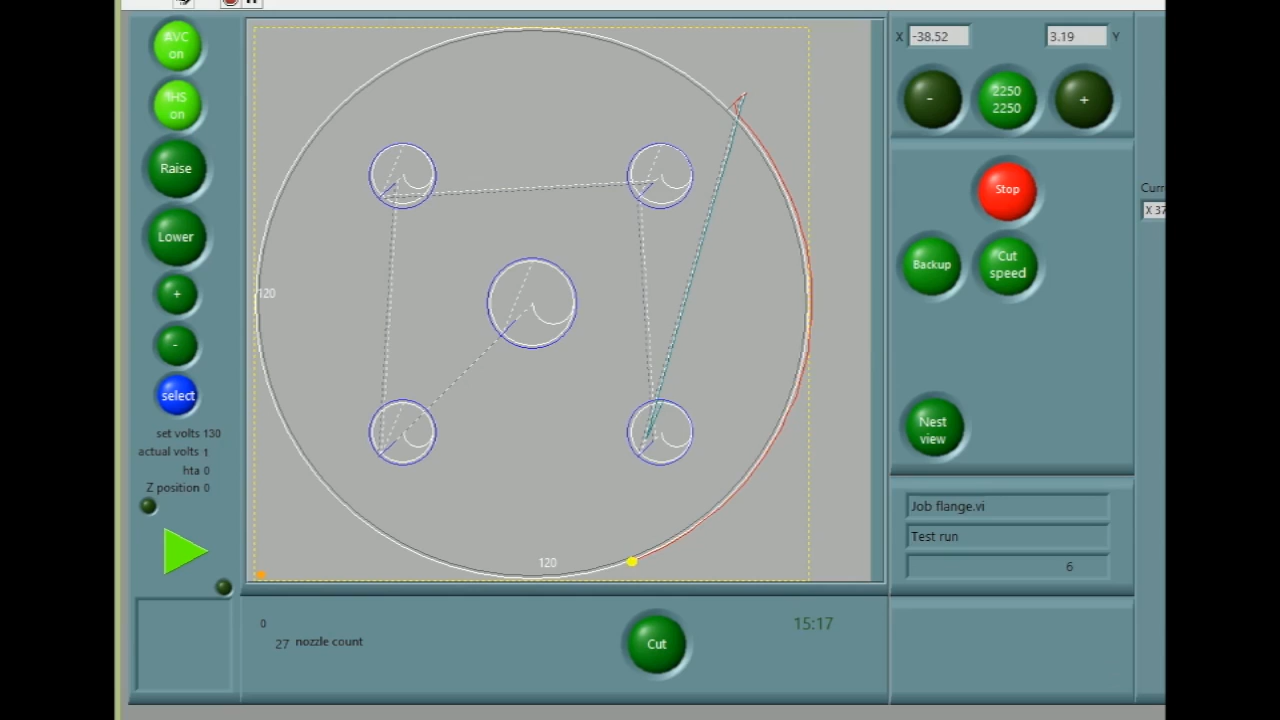 AVC
on
IHS
on
Raise
Lower
+
-
select
set volts 130
actual volts 1
hta 0
Z position 0
120
120
0
27 nozzle count
Cut
15:17
X -38.52 3.19 Y
-
2250
2250
+
Stop
Backup
Cut
speed
Nest
view
Job flange.vi
Test run
6
X 37